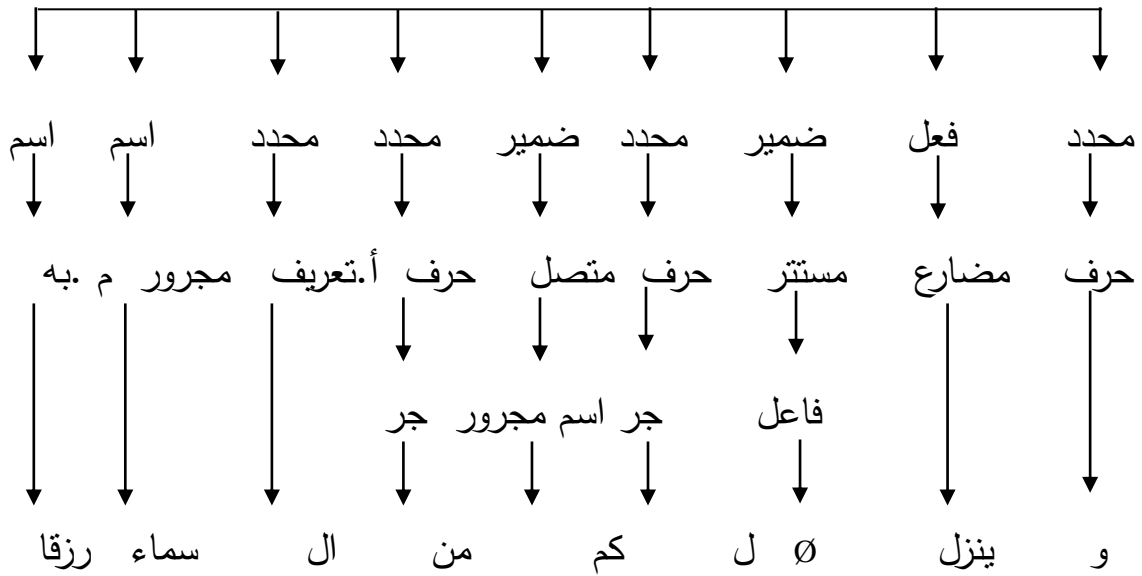 محدد فعل ضمير محدد ضمير محدد محدد اسم اسم
حرف مضارع مستتر حرف متصل حرف أ.تعريف مجرور م .به
فاعل جر اسم مجرور جر
و ينزل Ø ل كم من ال سماء رزقا